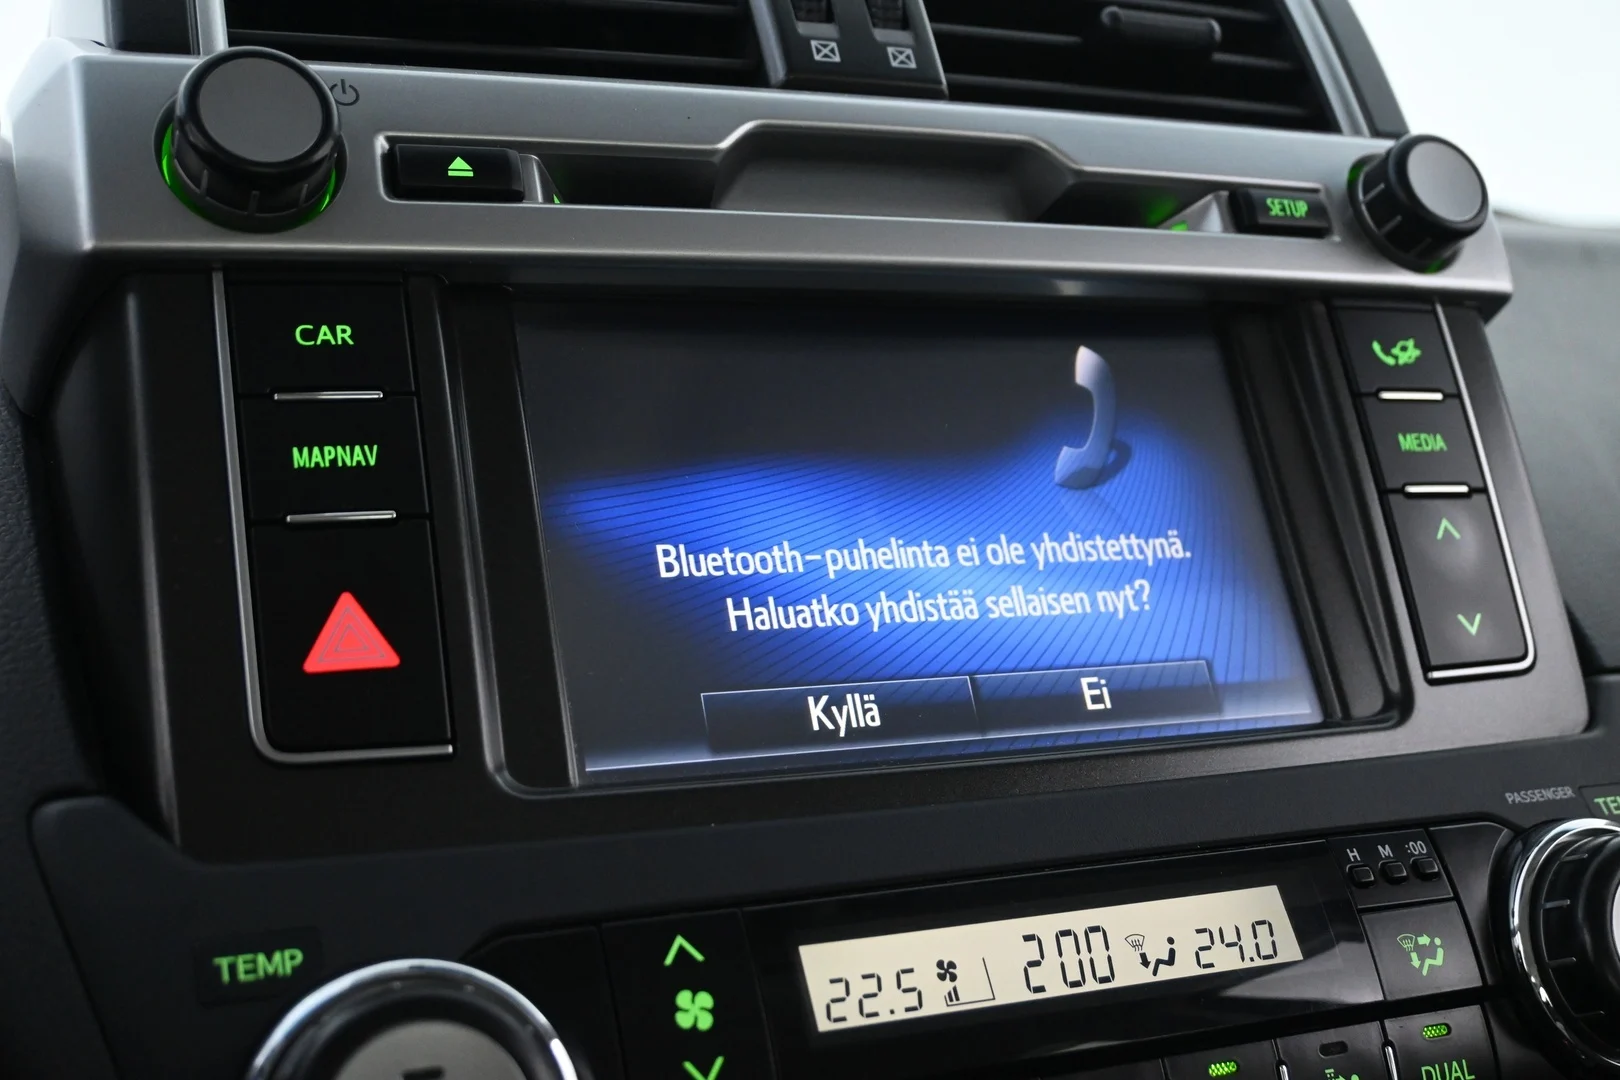 SETUP
CAR
MAPNAV
MEDIA
Bluetooth-puhelinta ei ole yhdistettynä.
Haluatko yhdistää sellaisen nyt?
Kyllä
Ei
PASSENGER
H M :00
TEMP
22.5 200 24.0
DUAL